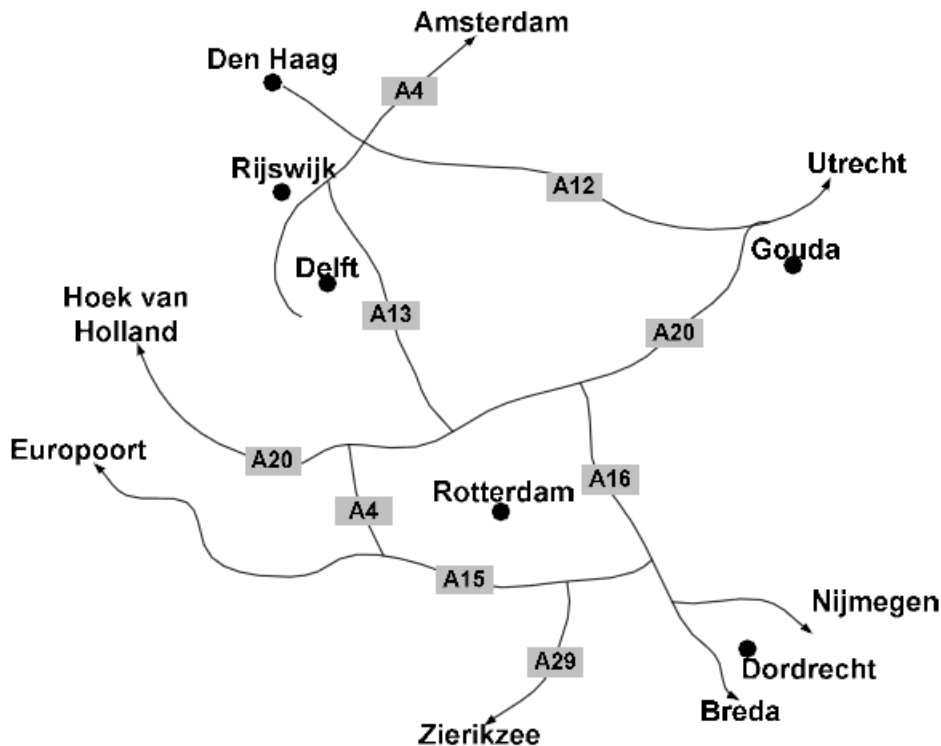 Amsterdam
Den Haag
A4
Rijswijk
Utrecht
A12
Gouda
Delft
Hoek van
Holland
A13
A20
Europoort
A20
A16
Rotterdam
A4
A15
Nijmegen
A29
Dordrecht
Breda
Zierikzee